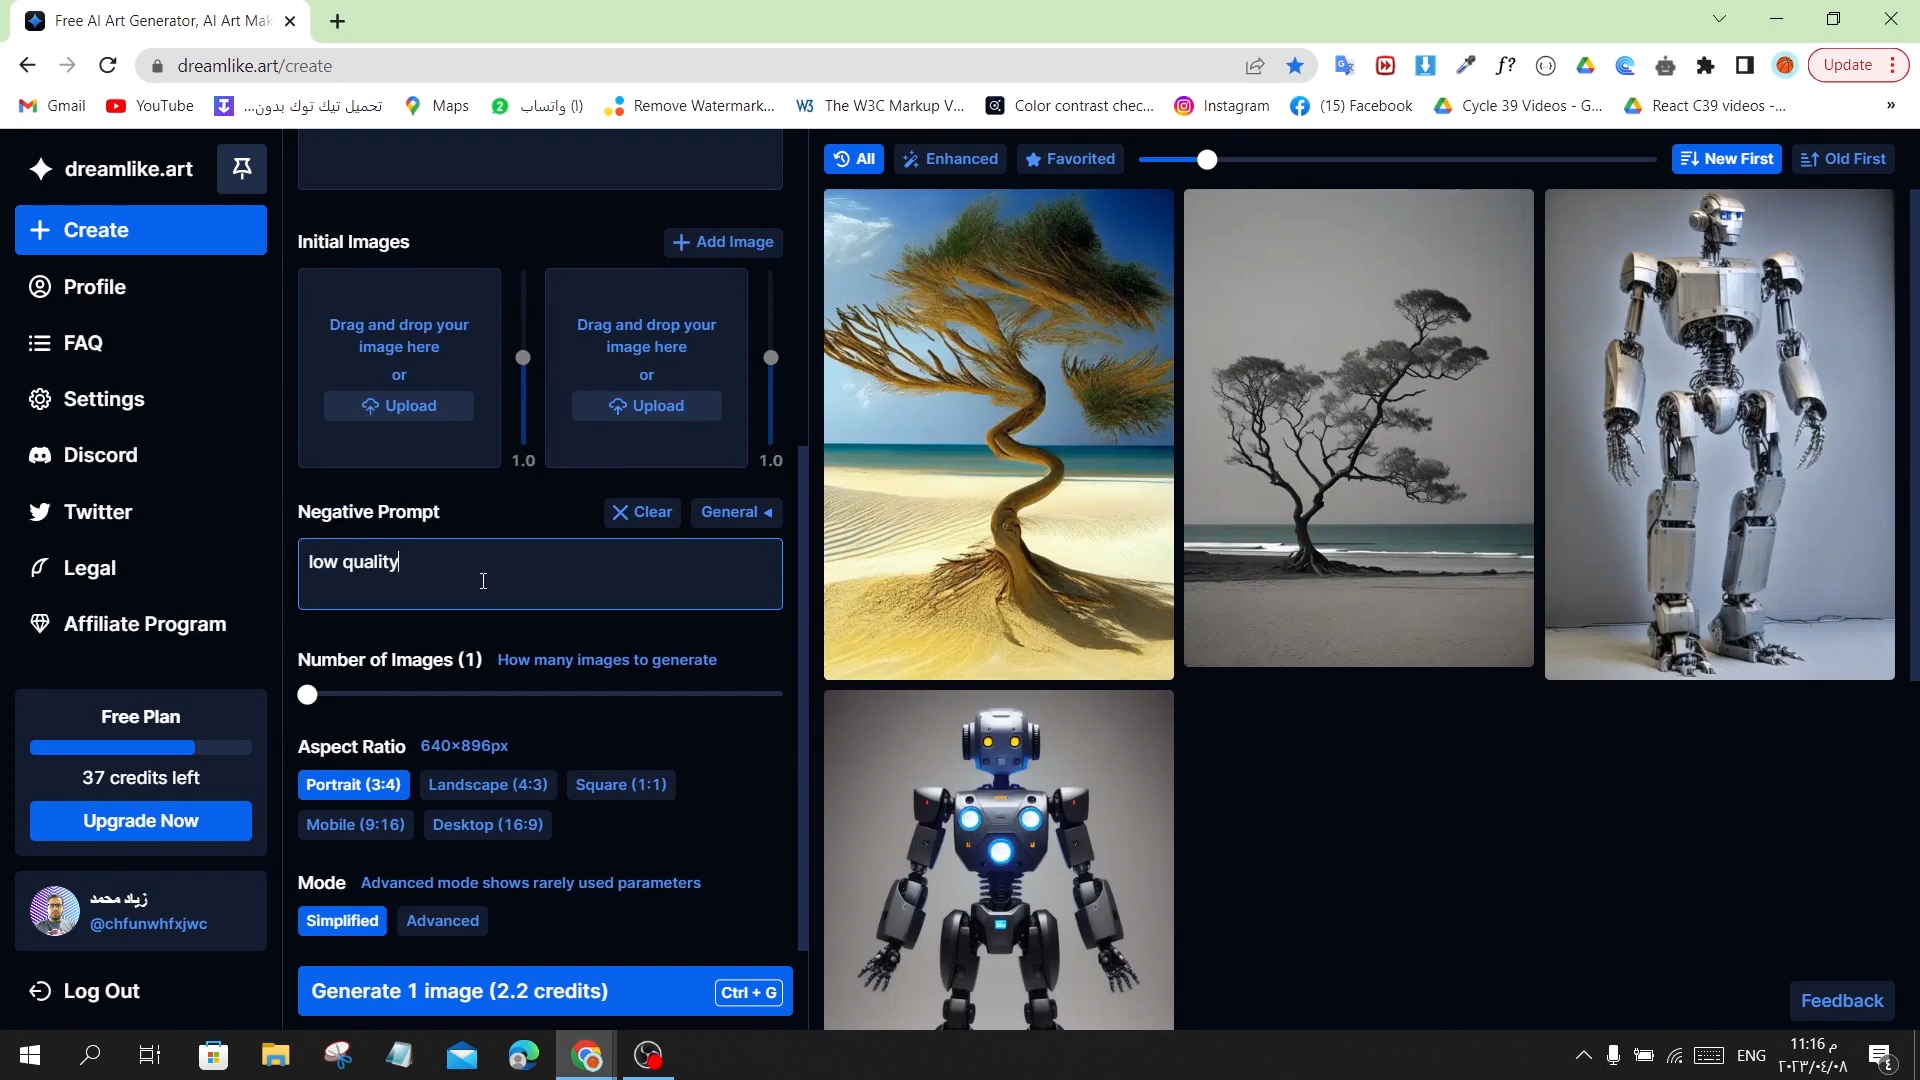 Free AI Art Generator, AI Art Mak
dreamlike.art/create
Update
Gmail
YouTube
تحميل تيك توك بدون...
Maps
(١) واتساب
Remove Watermark...
The W3C Markup V...
Color contrast chec...
Instagram
(15) Facebook
Cycle 39 Videos - G...
React C39 videos -...
»
dreamlike.art
Create
Profile
FAQ
Settings
Discord
Twitter
Legal
Affiliate Program
Free Plan
37 credits left
Upgrade Now
زياد محمد
@chfunwhfxjwc
Log Out
Initial Images
Add Image
Drag and drop your
image here
or
Upload
1.0
Drag and drop your
image here
or
Upload
1.0
Negative Prompt
Clear
General
low quality
Number of Images (1) How many images to generate
Aspect Ratio 640×896px
Portrait (3:4) Landscape (4:3) Square (1:1)
Mobile (9:16) Desktop (16:9)
Mode Advanced mode shows rarely used parameters
Simplified Advanced
Generate 1 image (2.2 credits) Ctrl + G
All Enhanced Favorited New First Old First
Feedback
ENG
11:16 م
٢٠٢٣/٠٤/٠٨
٤